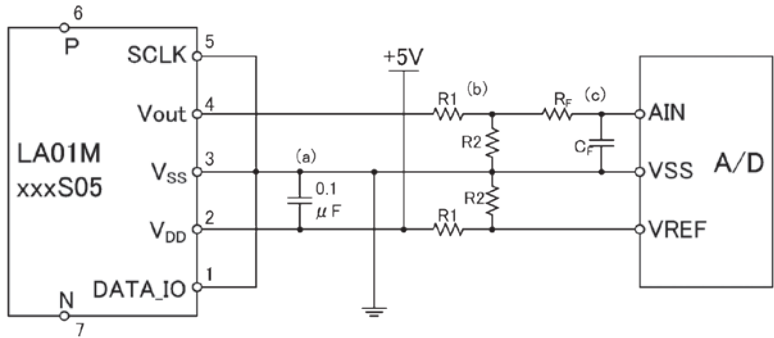 6
P
SCLK
5
+5V
(b)
(c)
R1
RF
Vout
4
AIN
R2
CF
LA01M
xxxS05
VSS
3
(a)
0.1
μF
VSS
A/D
R2
R1
VDD
2
VREF
DATA_IO
1
N
7